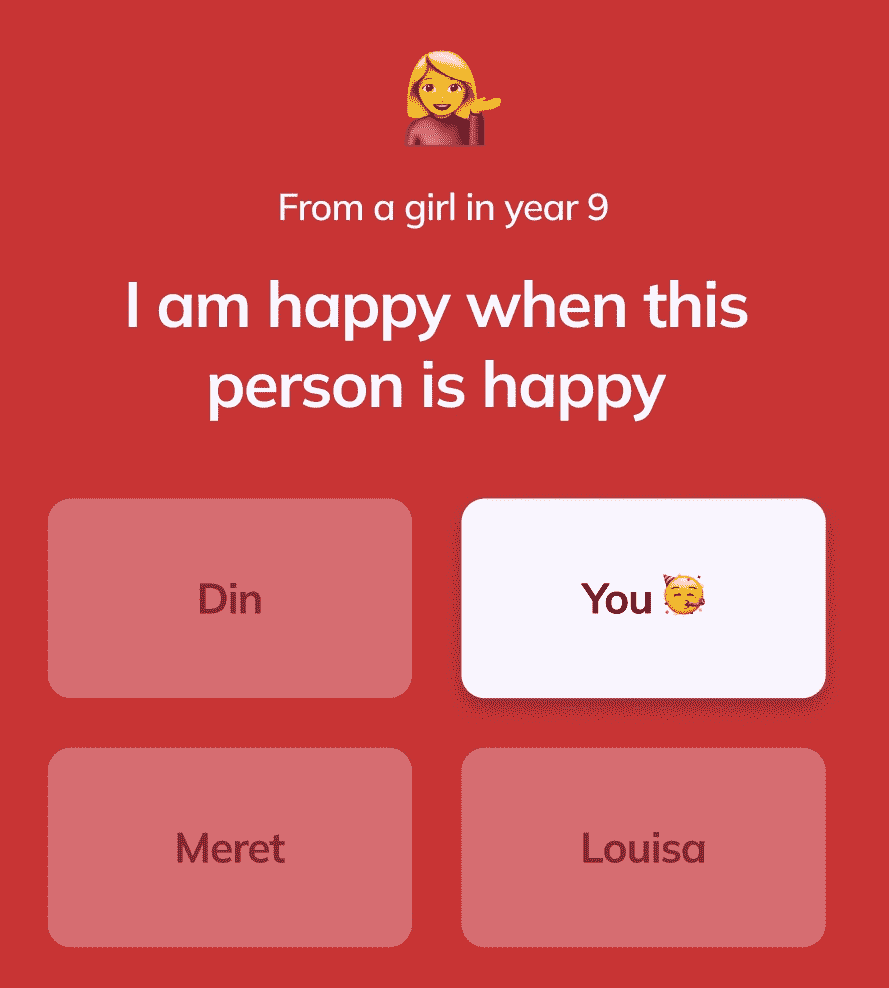 From a girl in year 9
I am happy when this
person is happy
Din
You 🥳
Meret
Louisa